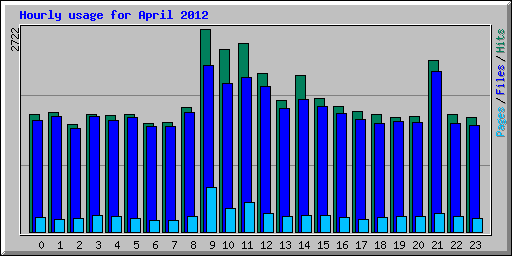 Hourly usage for April 2012
2722
Pages / Files / Hits
0 1 2 3 4 5 6 7 8 9 10 11 12 13 14 15 16 17 18 19 20 21 22 23